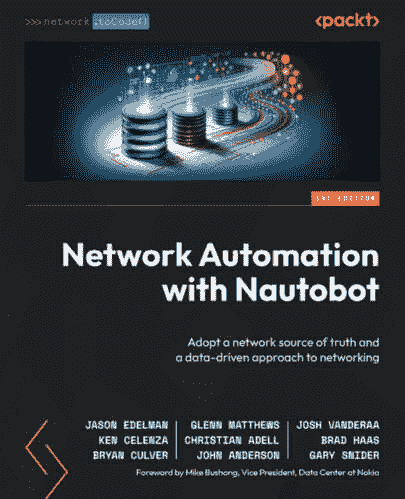 >>> network .toCode()
<packt>
1ST EDITION
Network Automation
with Nautobot
Adopt a network source of truth and
a data-driven approach to networking
JASON EDELMAN GLENN MATTHEWS JOSH VANDERAA
KEN CELENZA CHRISTIAN ADELL BRAD HAAS
BRYAN CULVER JOHN ANDERSON GARY SNIDER
Foreword by Mike Bushong, Vice President, Data Center at Nokia